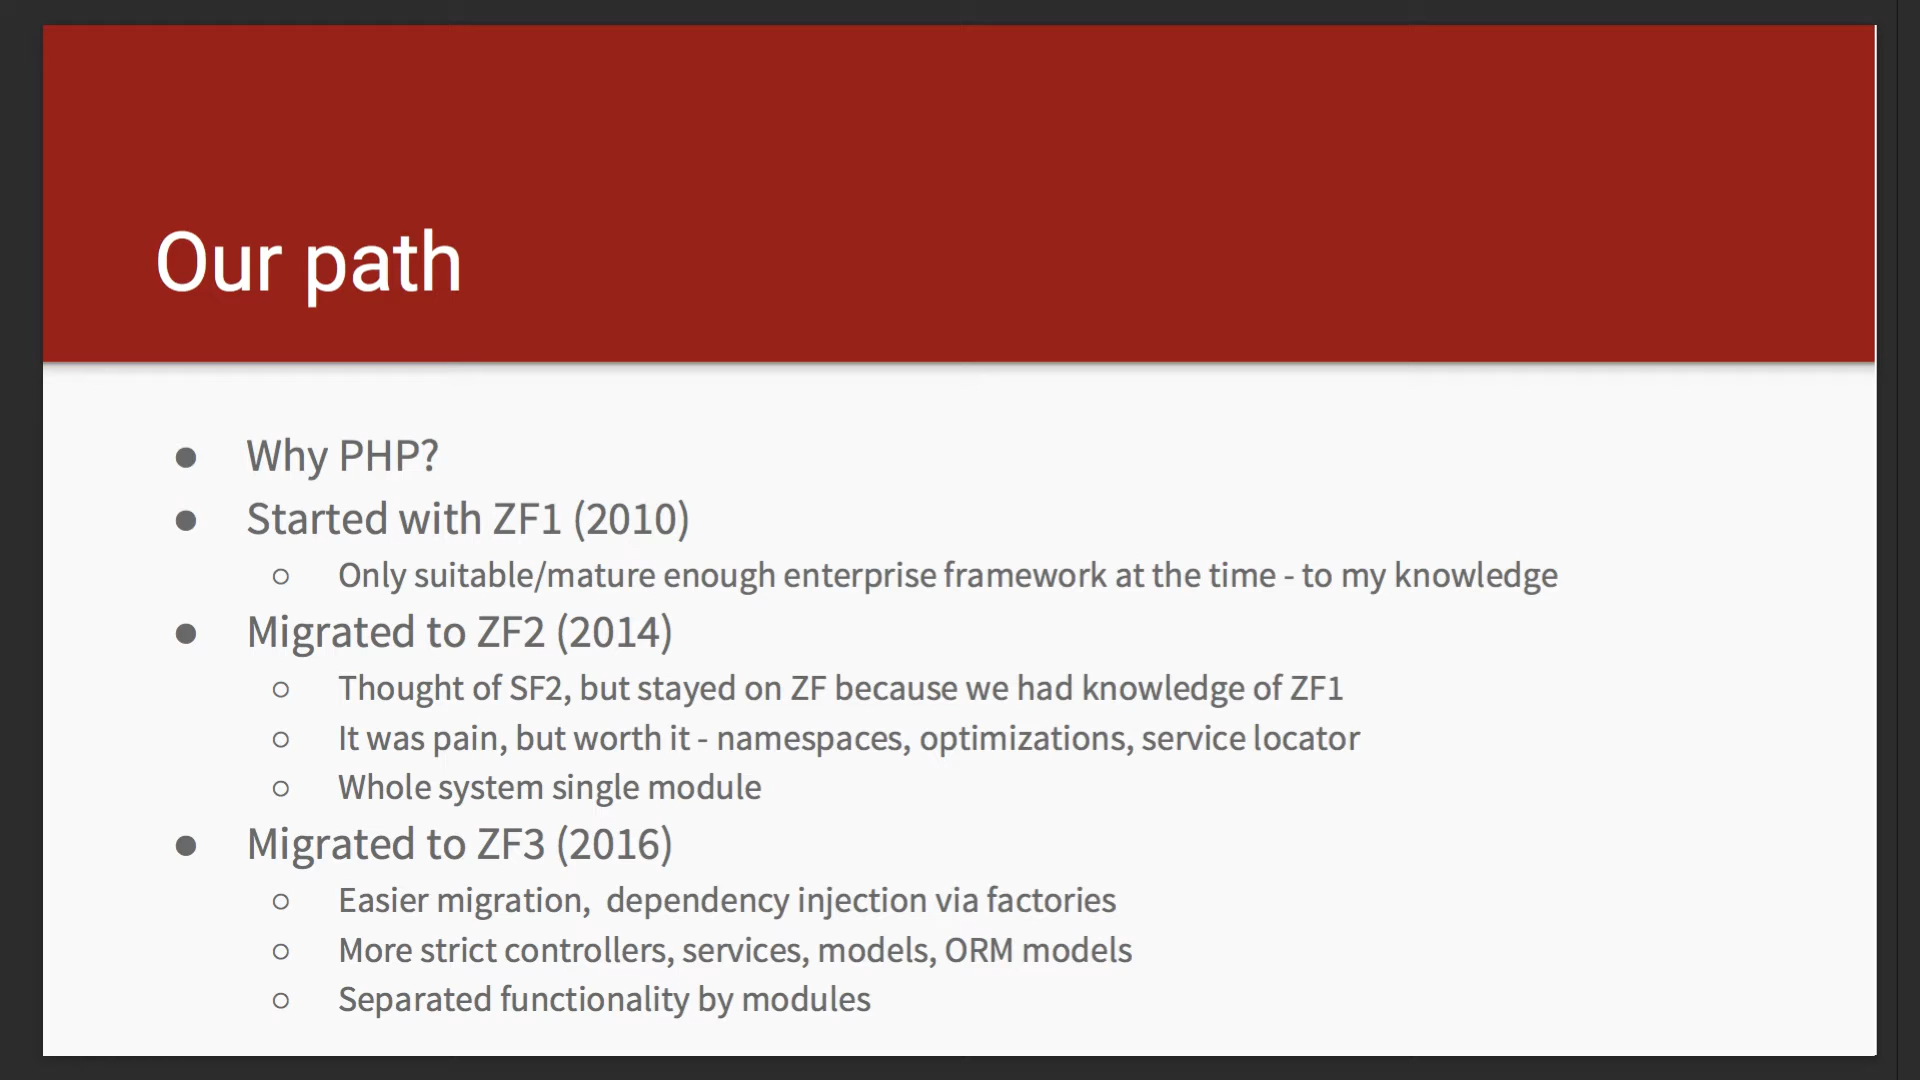 Our path
● Why PHP?
● Started with ZF1 (2010)
○ Only suitable/mature enough enterprise framework at the time - to my knowledge
● Migrated to ZF2 (2014)
○ Thought of SF2, but stayed on ZF because we had knowledge of ZF1
○ It was pain, but worth it - namespaces, optimizations, service locator
○ Whole system single module
● Migrated to ZF3 (2016)
○ Easier migration,  dependency injection via factories
○ More strict controllers, services, models, ORM models
○ Separated functionality by modules